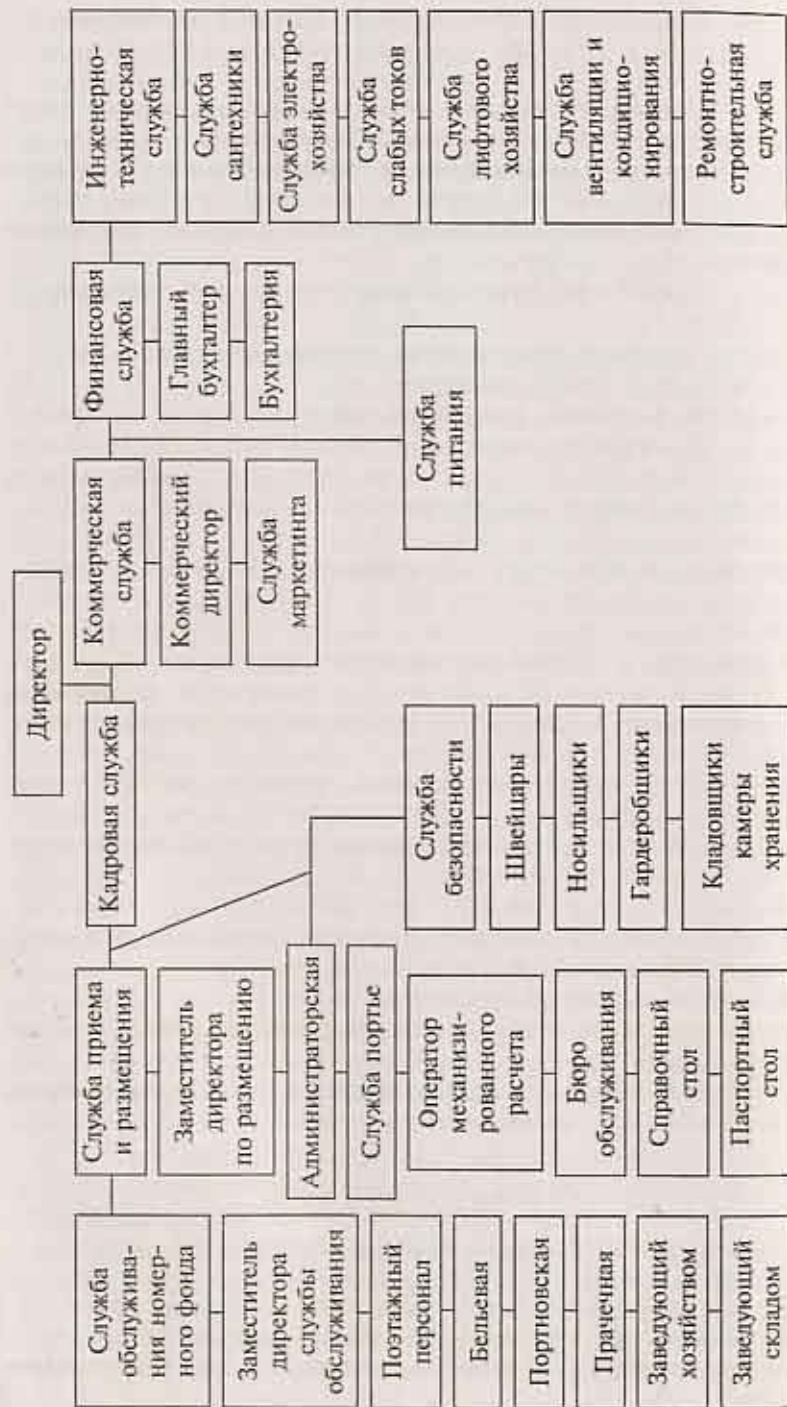 Директор
Служба
обслужива-
ния номер-
ного фонда
Заместитель
директора
службы
обслуживания
Поэтажный
персонал
Бельевая
Портновская
Прачечная
Заведующий
хозяйством
Заведующий
складом
Служба приема
и размещения
Заместитель
директора
по размещению
Администраторская
Служба портье
Оператор
механизи-
рованного
расчета
Бюро
обслуживания
Справочный
стол
Паспортный
стол
Кадровая служба
Служба
безопасности
Швейцары
Носильщики
Гардеробщики
Кладовщики
камеры
хранения
Коммерческая
служба
Коммерческий
директор
Служба
маркетинга
Служба
питания
Финансовая
служба
Главный
бухгалтер
Бухгалтерия
Инженерно-
техническая
служба
Служба
сантехники
Служба электро-
хозяйства
Служба
слабых токов
Служба
лифтового
хозяйства
Служба
вентиляции и
кондицио-
нирования
Ремонтно-
строительная
служба